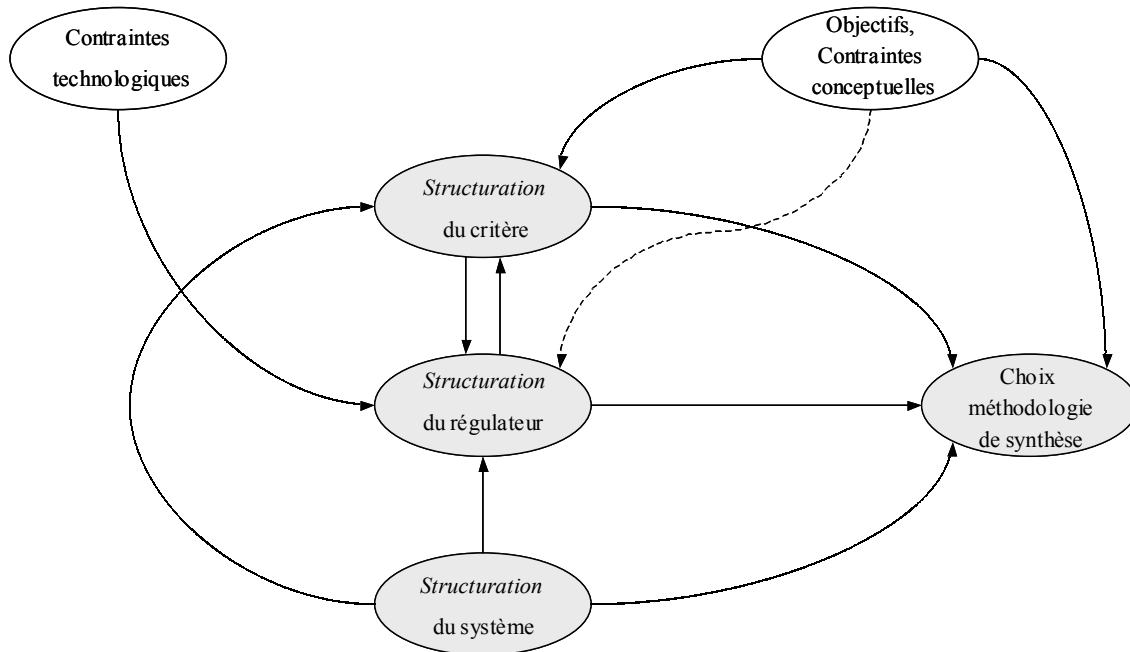 Contraintes
technologiques
Objectifs,
Contraintes
conceptuelles
Structuration
du critère
Structuration
du régulateur
Choix
méthodologie
de synthèse
Structuration
du système